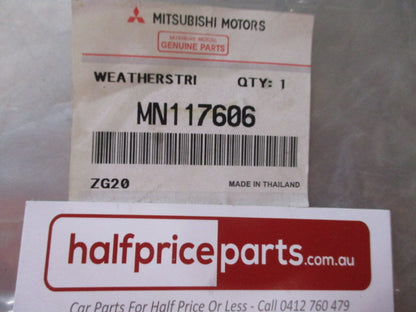 MITSUBISHI MOTORS
GENUINE PARTS
WEATHERSTRI QTY: 1
MN117606
ZG20 MADE IN THAILAND
halfpriceparts.com.au
Car Parts For Half Price Or Less - Call 0412 760 479